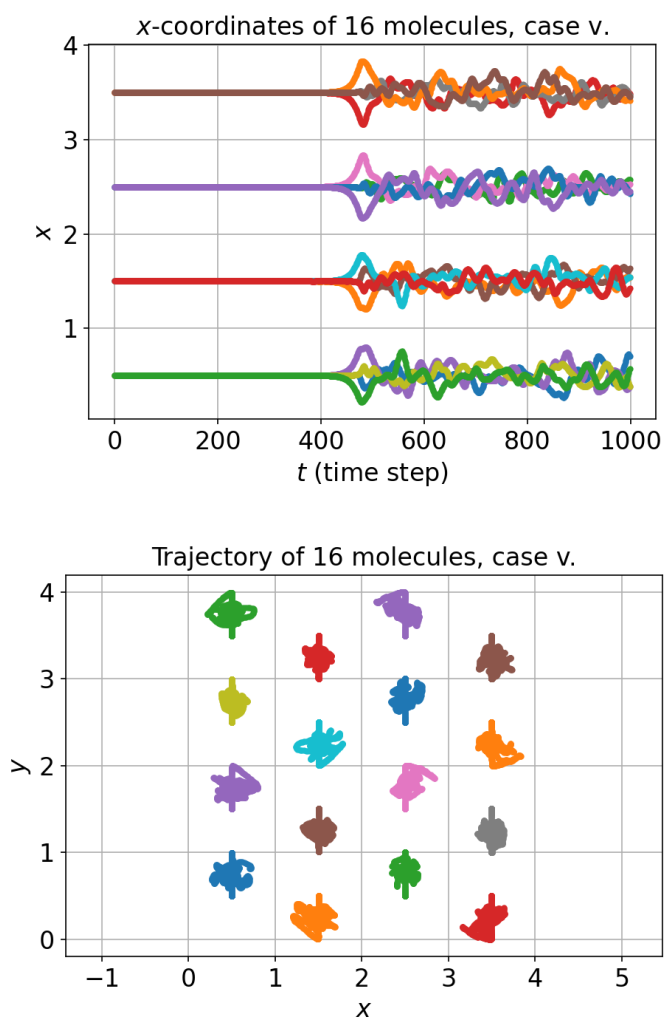 x-coordinates of 16 molecules, case v.
4
3
2
1
x
0 200 400 600 800 1000
t (time step)
Trajectory of 16 molecules, case v.
4
3
2
1
0
y
−1 0 1 2 3 4 5
x